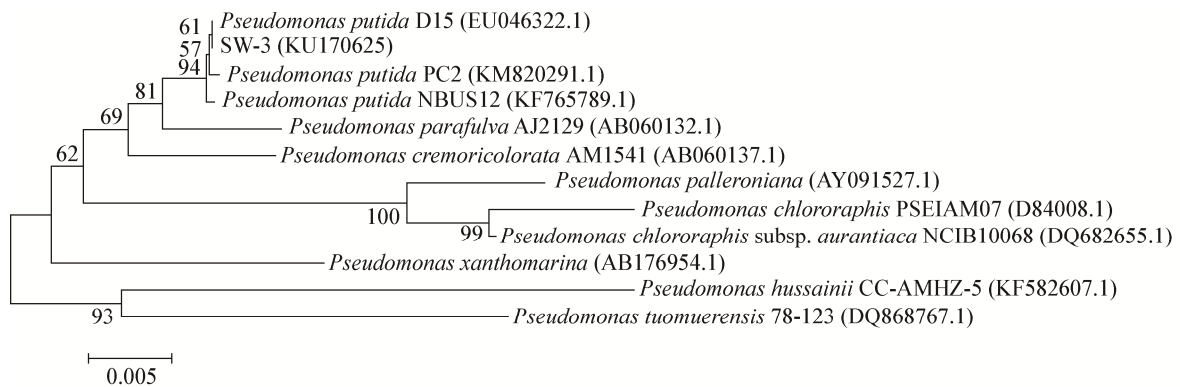 61
Pseudomonas putida D15 (EU046322.1)
57
SW-3 (KU170625)
94
Pseudomonas putida PC2 (KM820291.1)
81
Pseudomonas putida NBUS12 (KF765789.1)
69
Pseudomonas parafulva AJ2129 (AB060132.1)
62
Pseudomonas cremoricolorata AM1541 (AB060137.1)
Pseudomonas palleroniana (AY091527.1)
100
Pseudomonas chlororaphis PSEIAM07 (D84008.1)
99
Pseudomonas chlororaphis subsp. aurantiaca NCIB10068 (DQ682655.1)
Pseudomonas xanthomarina (AB176954.1)
Pseudomonas hussainii CC-AMHZ-5 (KF582607.1)
93
Pseudomonas tuomuerensis 78-123 (DQ868767.1)
0.005